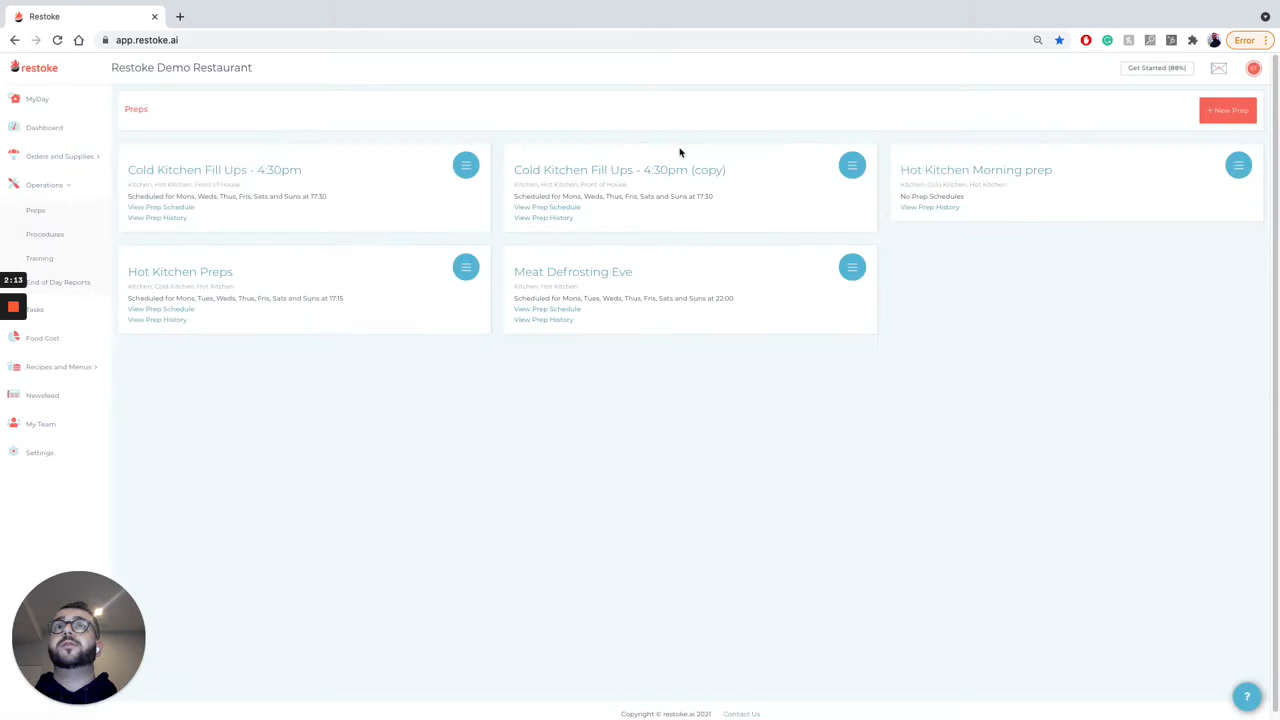 Restoke
app.restoke.ai
Error
restoke
Restoke Demo Restaurant
Get Started (88%)
MyDay
Dashboard
Orders and Supplies
Operations
Preps
Procedures
Training
2:13
End of Day Reports
Tasks
Food Cost
Recipes and Menus
Newsfeed
My Team
Settings
Preps
+ New Prep
Cold Kitchen Fill Ups - 4:30pm
Kitchen, Hot Kitchen, Front of House
Scheduled for Mons, Weds, Thus, Fris, Sats and Suns at 17:30
View Prep Schedule
View Prep History
Cold Kitchen Fill Ups - 4:30pm (copy)
Kitchen, Hot Kitchen, Front of House
Scheduled for Mons, Weds, Thus, Fris, Sats and Suns at 17:30
View Prep Schedule
View Prep History
Hot Kitchen Morning prep
Kitchen, Cold Kitchen, Hot Kitchen
No Prep Schedules
View Prep History
Hot Kitchen Preps
Kitchen, Cold Kitchen, Hot Kitchen
Scheduled for Mons, Tues, Weds, Thus, Fris, Sats and Suns at 17:15
View Prep Schedule
View Prep History
Meat Defrosting Eve
Kitchen, Hot Kitchen
Scheduled for Mons, Tues, Weds, Thus, Fris, Sats and Suns at 22:00
View Prep Schedule
View Prep History
?
Copyright © restoke.ai 2021 Contact Us